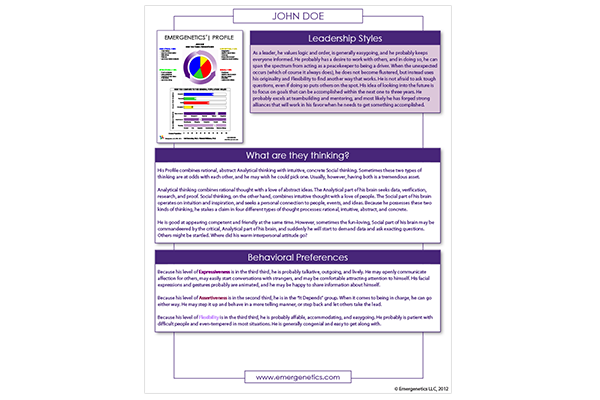 JOHN DOE
EMERGENETICS® | PROFILE
Leadership Styles
As a leader, he values logic and order, is generally easygoing, and he probably keeps
everyone informed. He probably has a desire to work with others, and in doing so, he can
span the spectrum from acting as a peacekeeper to being a driver. When the unexpected
occurs (which of course it always does), he does not become flustered, but instead uses
his originality and Flexibility to find another way that works. He is not afraid to ask tough
questions, even if doing so puts others on the spot. His idea of looking into the future is
to focus on goals that can be accomplished within the next one to three years. He
probably excels at teambuilding and mentoring, and most likely he has forged strong
alliances that will work in his favor when he needs to get something accomplished.
What are they thinking?
His Profile combines rational, abstract Analytical thinking with intuitive, concrete Social thinking. Sometimes these two types of
thinking are at odds with each other, and he may wish he could pick one. Usually, however, having both is a tremendous asset.
Analytical thinking combines rational thought with a love of abstract ideas. The Analytical part of his brain seeks data, verification,
research, and proof. Social thinking, on the other hand, combines intuitive thought with a love of people. The Social part of his brain
operates on intuition and inspiration, and seeks a personal connection to people, events, and ideas. Because he possesses these two
kinds of thinking, he stakes a claim in four different types of thought processes: rational, intuitive, abstract, and concrete.
He is good at appearing competent and friendly at the same time. However, sometimes the fun-loving, Social part of his brain may be
commandeered by the critical, Analytical part of his brain, and suddenly he will start to demand data and ask exacting questions.
Others might be startled. Where did his warm interpersonal attitude go?
Behavioral Preferences
Because his level of Expressiveness is in the third third, he is probably talkative, outgoing, and lively. He may openly communicate
affection for others, may easily start conversations with strangers, and may be comfortable attracting attention to himself. His facial
expressions and gestures probably are animated, and he may be happy to share information about himself.
Because his level of Assertiveness is in the second third, he is in the "It Depends" group. When it comes to being in charge, he can go
either way. He may step it up and behave in a more telling manner, or step back and let others take the lead.
Because his level of Flexibility is in the third third, he is probably affable, accommodating, and easygoing. He probably is patient with
difficult people and even-tempered in most situations. He is generally congenial and easy to get along with.
www.emergenetics.com
© Emergenetics LLC, 2012